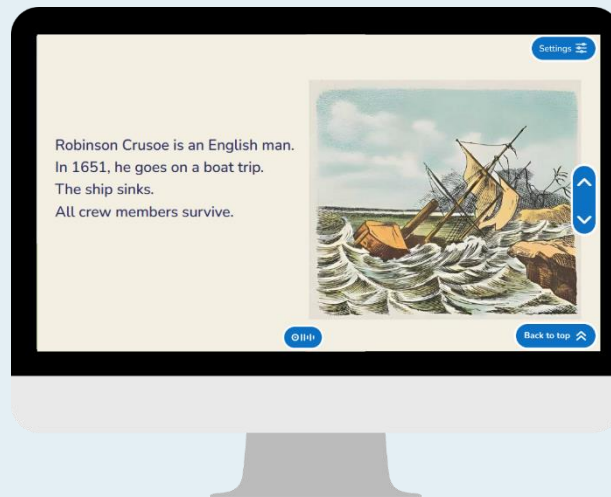 Settings
Robinson Crusoe is an English man.
In 1651, he goes on a boat trip.
The ship sinks.
All crew members survive.
Back to top